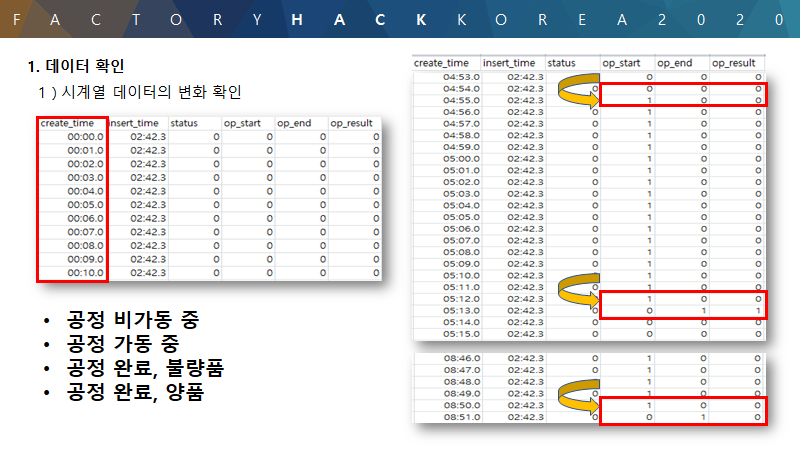 F A C T O R Y H A C K K O R E A 2 0 2 0
1. 데이터 확인
1 ) 시계열 데이터의 변화 확인
create_time insert_time status op_start op_end op_result
00:00.0 02:42.3 0 0 0 0
00:01.0 02:42.3 0 0 0 0
00:02.0 02:42.3 0 0 0 0
00:03.0 02:42.3 0 0 0 0
00:04.0 02:42.3 0 0 0 0
00:05.0 02:42.3 0 0 0 0
00:06.0 02:42.3 0 0 0 0
00:07.0 02:42.3 0 0 0 0
00:08.0 02:42.3 0 0 0 0
00:09.0 02:42.3 0 0 0 0
00:10.0 02:42.3 0 0 0 0
• 공정 비가동 중
• 공정 가동 중
• 공정 완료, 불량품
• 공정 완료, 양품
create_time insert_time status op_start op_end op_result
04:53.0 02:42.3 0 0 0 0
04:54.0 02:42.3 0 0 0 0
04:55.0 02:42.3 0 1 0 0
04:56.0 02:42.3 0 1 0 0
04:57.0 02:42.3 0 1 0 0
04:58.0 02:42.3 0 1 0 0
04:59.0 02:42.3 0 1 0 0
05:00.0 02:42.3 0 1 0 0
05:01.0 02:42.3 0 1 0 0
05:02.0 02:42.3 0 1 0 0
05:03.0 02:42.3 0 1 0 0
05:04.0 02:42.3 0 1 0 0
05:05.0 02:42.3 0 1 0 0
05:06.0 02:42.3 0 1 0 0
05:07.0 02:42.3 0 1 0 0
05:08.0 02:42.3 0 1 0 0
05:09.0 02:42.3 0 1 0 0
05:10.0 02:42.3 0 1 0 0
05:11.0 02:42.3 0 1 0 0
05:12.0 02:42.3 1 0 0
05:13.0 02:42.3 0 0 1 1
05:14.0 02:42.3 0 0 0 0
05:15.0 02:42.3 0 0 0 0
08:46.0 02:42.3 0 1 0 0
08:47.0 02:42.3 0 1 0 0
08:48.0 02:42.3 0 1 0 0
08:49.0 02:42.3 0 1 0 0
08:50.0 02:42.3 1 0 0
08:51.0 02:42.3 0 0 1 0